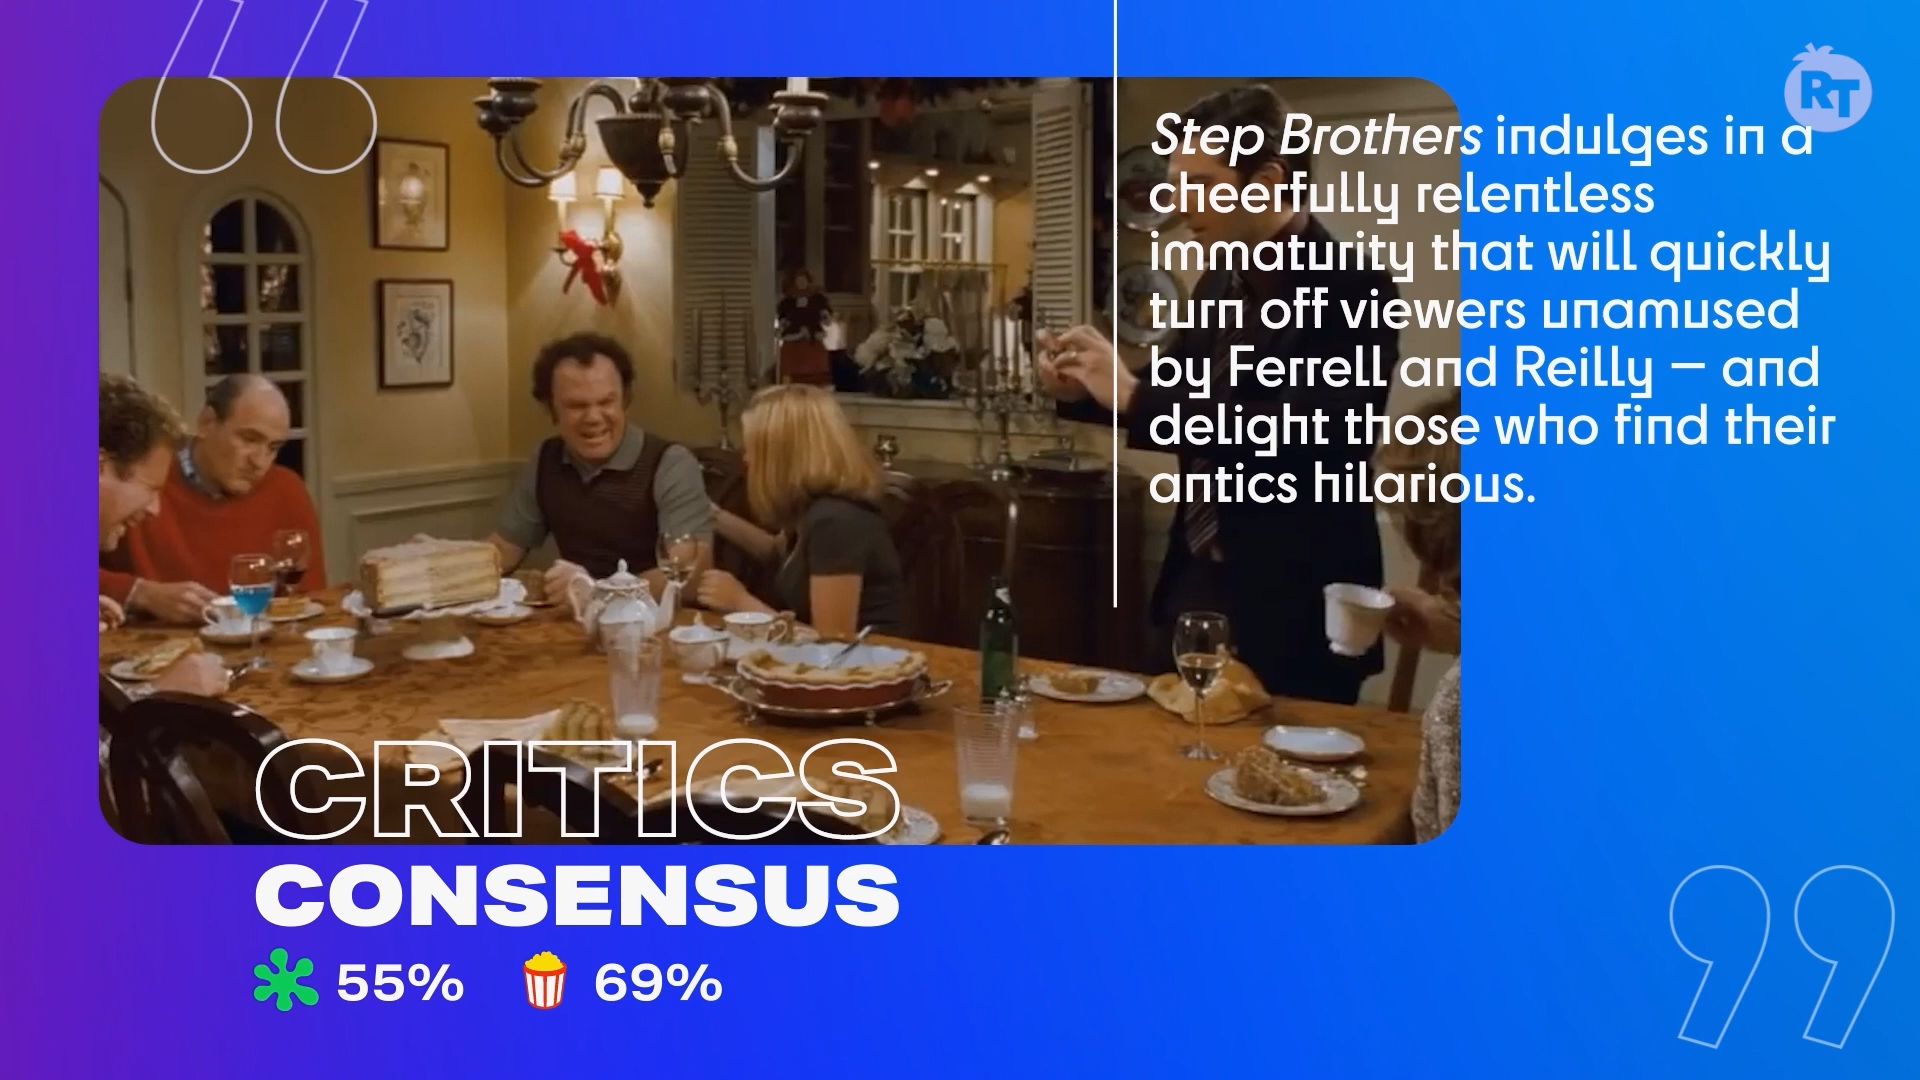 RT
Step Brothers indulges in a
cheerfully relentless
immaturity that will quickly
turn off viewers unamused
by Ferrell and Reilly — and
delight those who find their
antics hilarious.
CRITICS
CONSENSUS
55% 69%